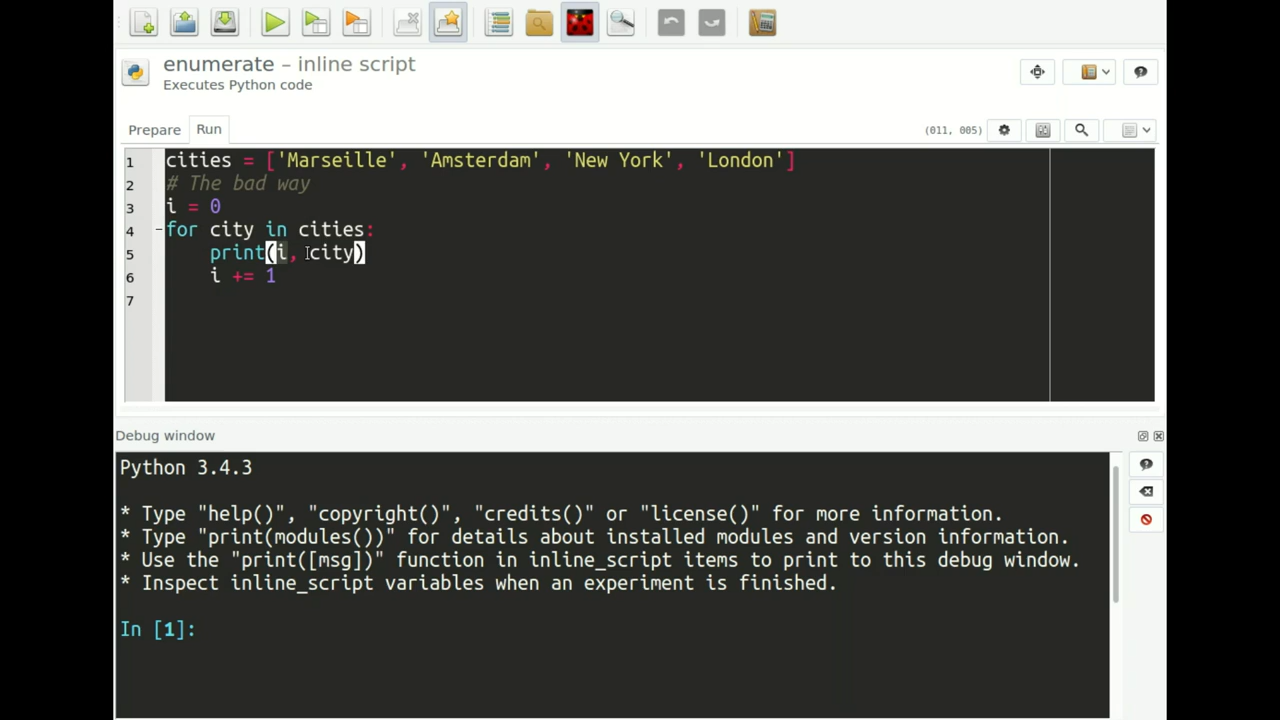 enumerate – inline script
Executes Python code
Prepare Run (011, 005)
1 cities = ['Marseille', 'Amsterdam', 'New York', 'London']
2 # The bad way
3 i = 0
4 for city in cities:
5 print(i, city)
6 i += 1
7
Debug window
Python 3.4.3
* Type "help()", "copyright()", "credits()" or "license()" for more information.
* Type "print(modules())" for details about installed modules and version information.
* Use the "print([msg])" function in inline_script items to print to this debug window.
* Inspect inline_script variables when an experiment is finished.
In [1]: